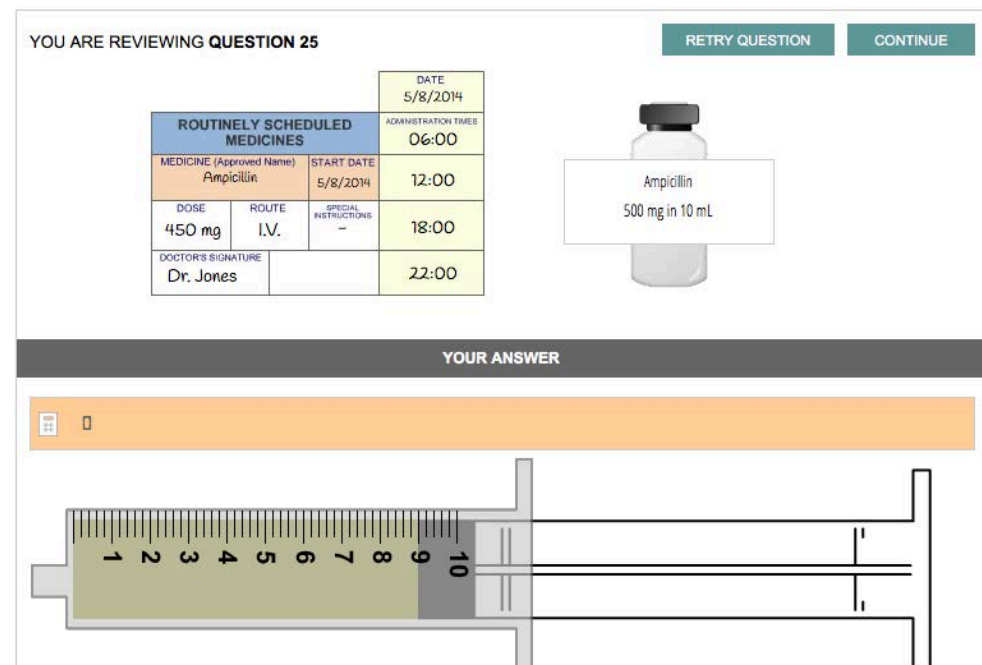 YOU ARE REVIEWING QUESTION 25
RETRY QUESTION
CONTINUE
DATE
5/8/2014
ROUTINELY SCHEDULED
MEDICINES
ADMINISTRATION TIMES
06:00
MEDICINE (Approved Name)
Ampicillin
START DATE
5/8/2014
12:00
DOSE
450 mg
ROUTE
I.V.
SPECIAL
INSTRUCTIONS
-
18:00
DOCTOR'S SIGNATURE
Dr. Jones
22:00
Ampicillin
500 mg in 10 mL
YOUR ANSWER
1 2 3 4 5 6 7 8 9 10